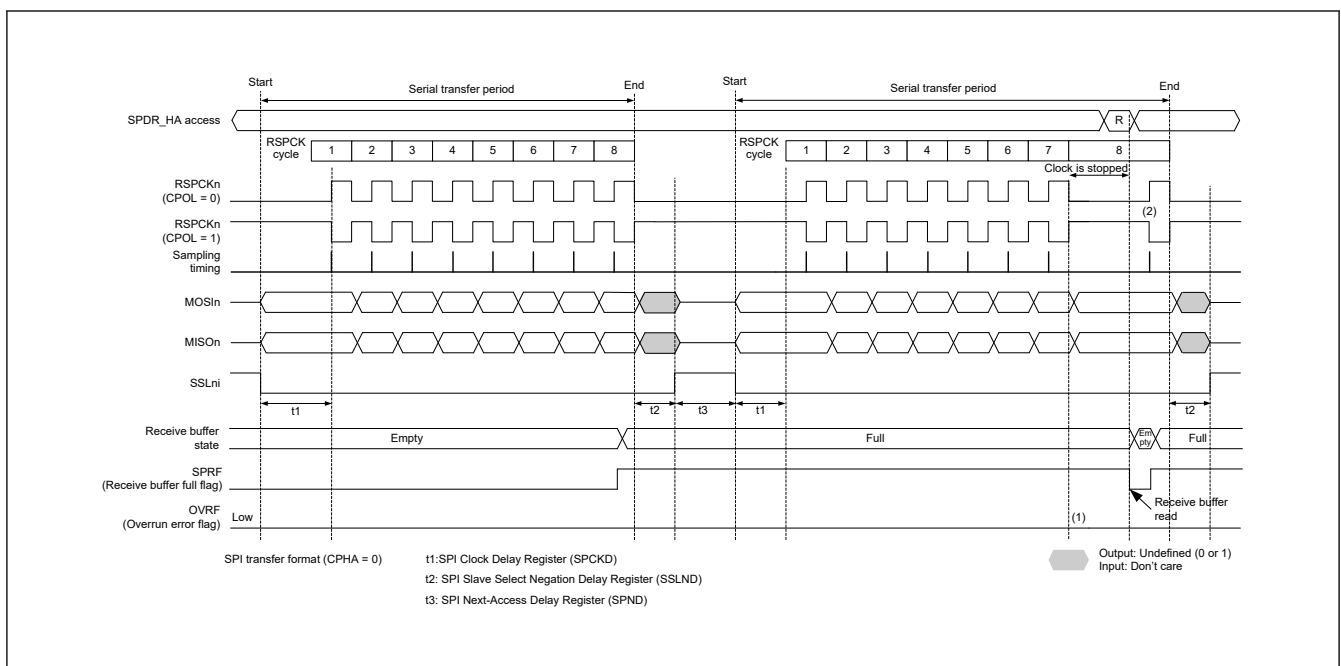 Start
Serial transfer period
End
Start
Serial transfer period
End
SPDR_HA access
R
RSPCK
cycle
1 2 3 4 5 6 7 8
RSPCK
cycle
1 2 3 4 5 6 7 8
Clock is stopped
RSPCKn
(CPOL = 0)
(2)
RSPCKn
(CPOL = 1)
Sampling
timing
MOSIn
MISOn
SSLni
t1
t2
t3
t1
t2
Receive buffer
state
Empty
Full
Em
pty
Full
SPRF
(Receive buffer full flag)
Receive buffer
read
OVRF
(Overrun error flag)
Low
(1)
SPI transfer format (CPHA = 0)
t1:SPI Clock Delay Register (SPCKD)
t2: SPI Slave Select Negation Delay Register (SSLND)
t3: SPI Next-Access Delay Register (SPND)
Output: Undefined (0 or 1)
Input: Don't care